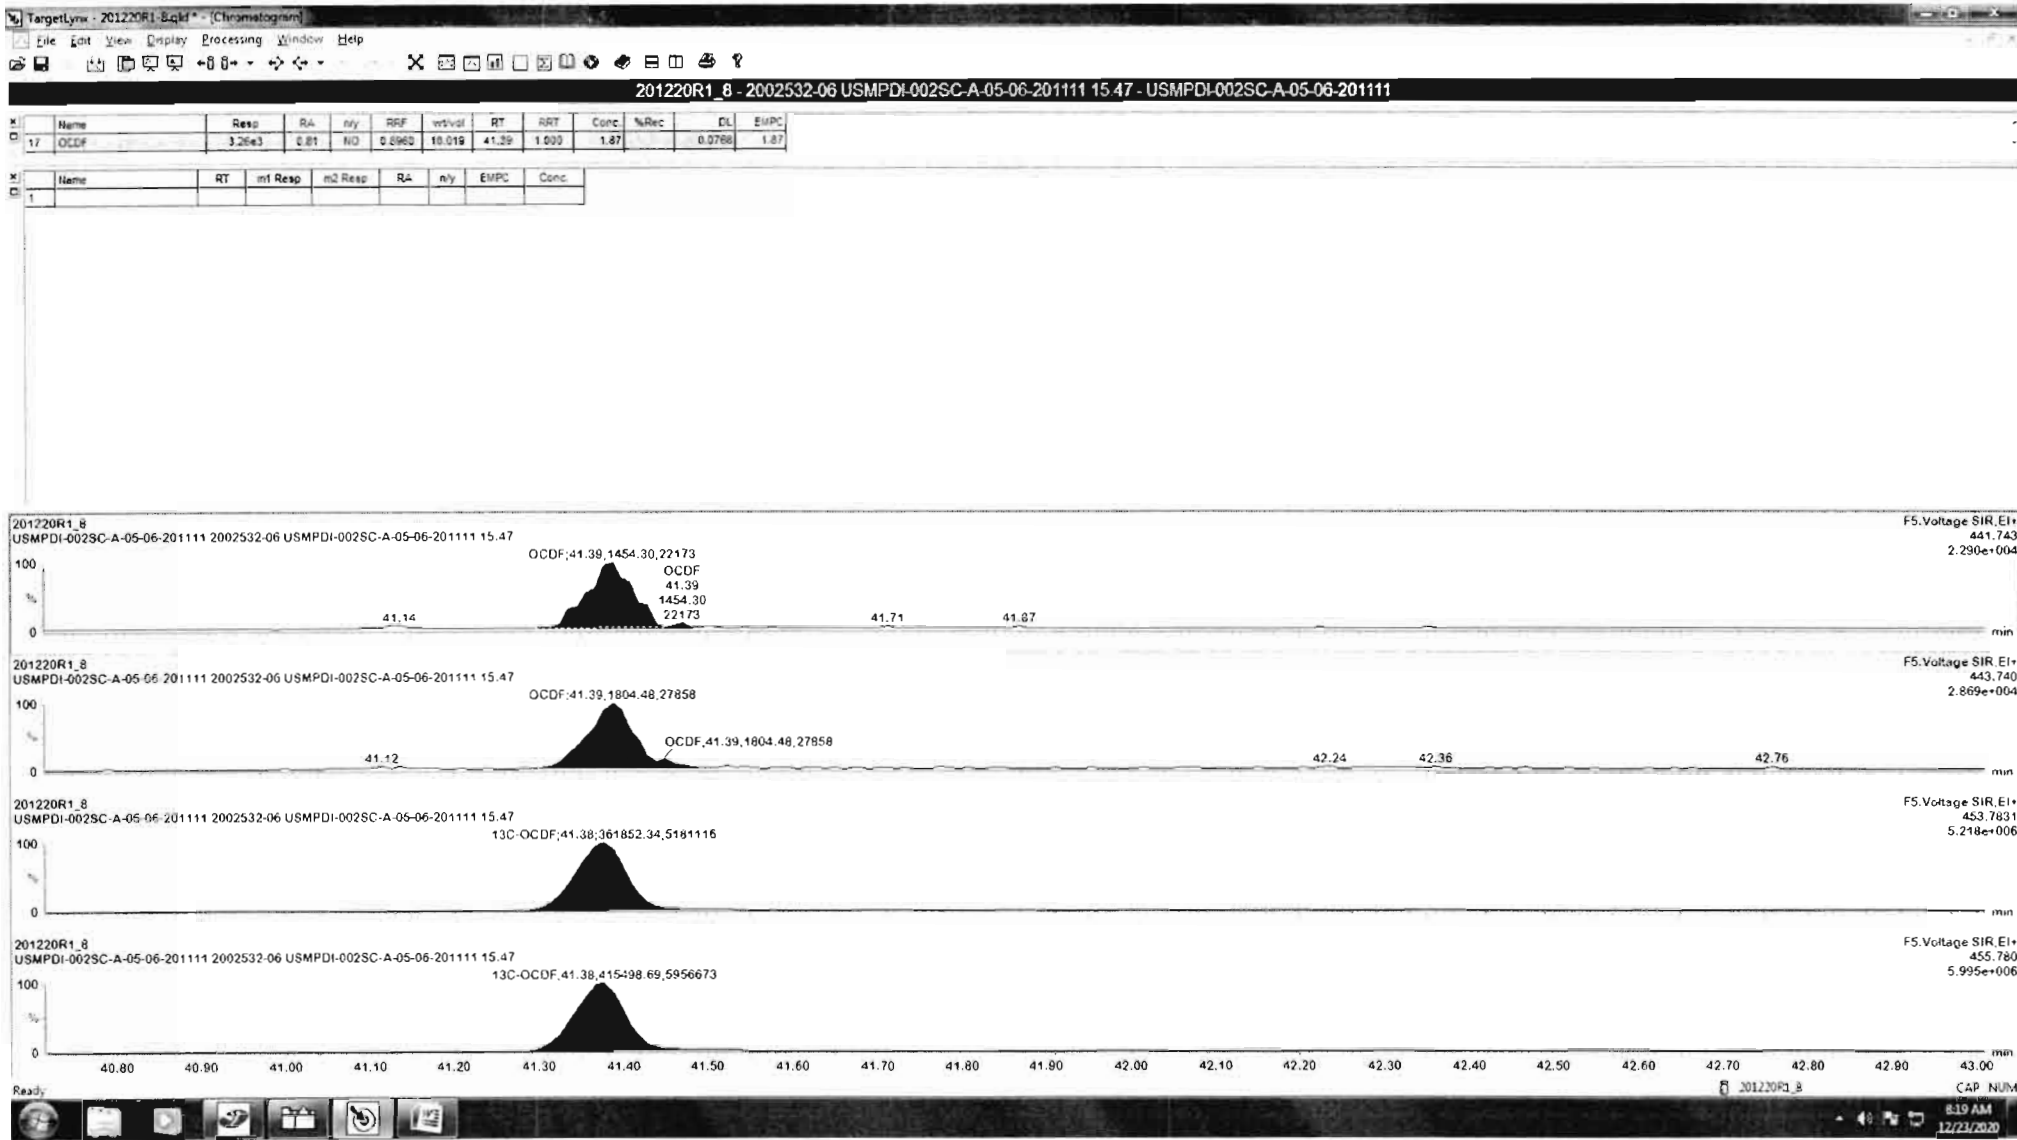 TargetLynx - 201220R1-8.qld * - [Chromatogram]
File Edit View Display Processing Window Help
201220R1_8 - 2002532-06 USMPDI-002SC-A-05-06-201111 15.47 - USMPDI-002SC-A-05-06-201111
Name Resp RA n/y RRF wt/vol RT RRT Conc. %Rec DL EMPC
17 OCDF 3.26e3 0.81 NO 0.8960 10.019 41.39 1.000 1.87 0.0768 1.87
Name RT m1 Resp m2 Resp RA n/y EMPC Conc.
1
201220R1_8 F5.Voltage SIR,EI+
USMPDI-002SC-A-05-06-201111 2002532-06 USMPDI-002SC-A-05-06-201111 15.47 441.743
2.290e+004
OCDF;41.39,1454.30,22173
100 OCDF
41.39
% 1454.30
41.14 22173 41.71 41.87
0 min
201220R1_8 F5.Voltage SIR,EI+
USMPDI-002SC-A-05-06-201111 2002532-06 USMPDI-002SC-A-05-06-201111 15.47 443.740
OCDF;41.39,1804.48,27858 2.869e+004
100
% OCDF,41.39,1804.48,27858
41.12 42.24 42.36 42.76
0 min
201220R1_8 F5.Voltage SIR,EI+
USMPDI-002SC-A-05-06-201111 2002532-06 USMPDI-002SC-A-05-06-201111 15.47 453.7831
13C-OCDF;41.38;361852.34,5181116 5.218e+006
100
%
0 min
201220R1_8 F5.Voltage SIR,EI+
USMPDI-002SC-A-05-06-201111 2002532-06 USMPDI-002SC-A-05-06-201111 15.47 455.780
13C-OCDF,41.38,415498.69,5956673 5.995e+006
100
%
0 min
40.80 40.90 41.00 41.10 41.20 41.30 41.40 41.50 41.60 41.70 41.80 41.90 42.00 42.10 42.20 42.30 42.40 42.50 42.60 42.70 42.80 42.90 43.00
Ready 201220R1_8 CAP NUM
8:19 AM
12/23/2020